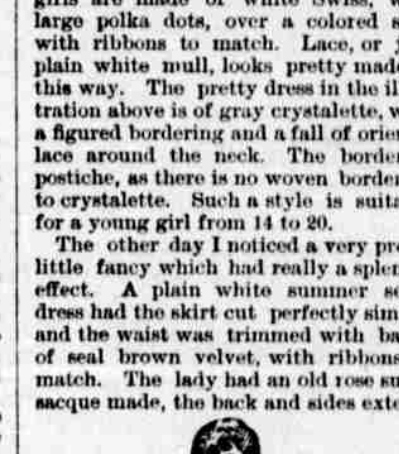 girls are made of white Swiss, w
large polka dots, over a colored s
with ribbons to match. Lace, or
plain white mull, looks pretty made
this way. The pretty dress in the il
tration above is of gray crystalette, w
a figured bordering and a fall of orien
lace around the neck. The border
postiche, as there is no woven border
to crystalette. Such a style is suita
for a young girl from 14 to 20.
The other day I noticed a very pre
little fancy which had really a splen
effect. A plain white summer se
dress had the skirt cut perfectly sim
and the waist was trimmed with ba
of seal brown velvet, with ribbons
match. The lady had an old rose su
sacque made, the back and sides exte